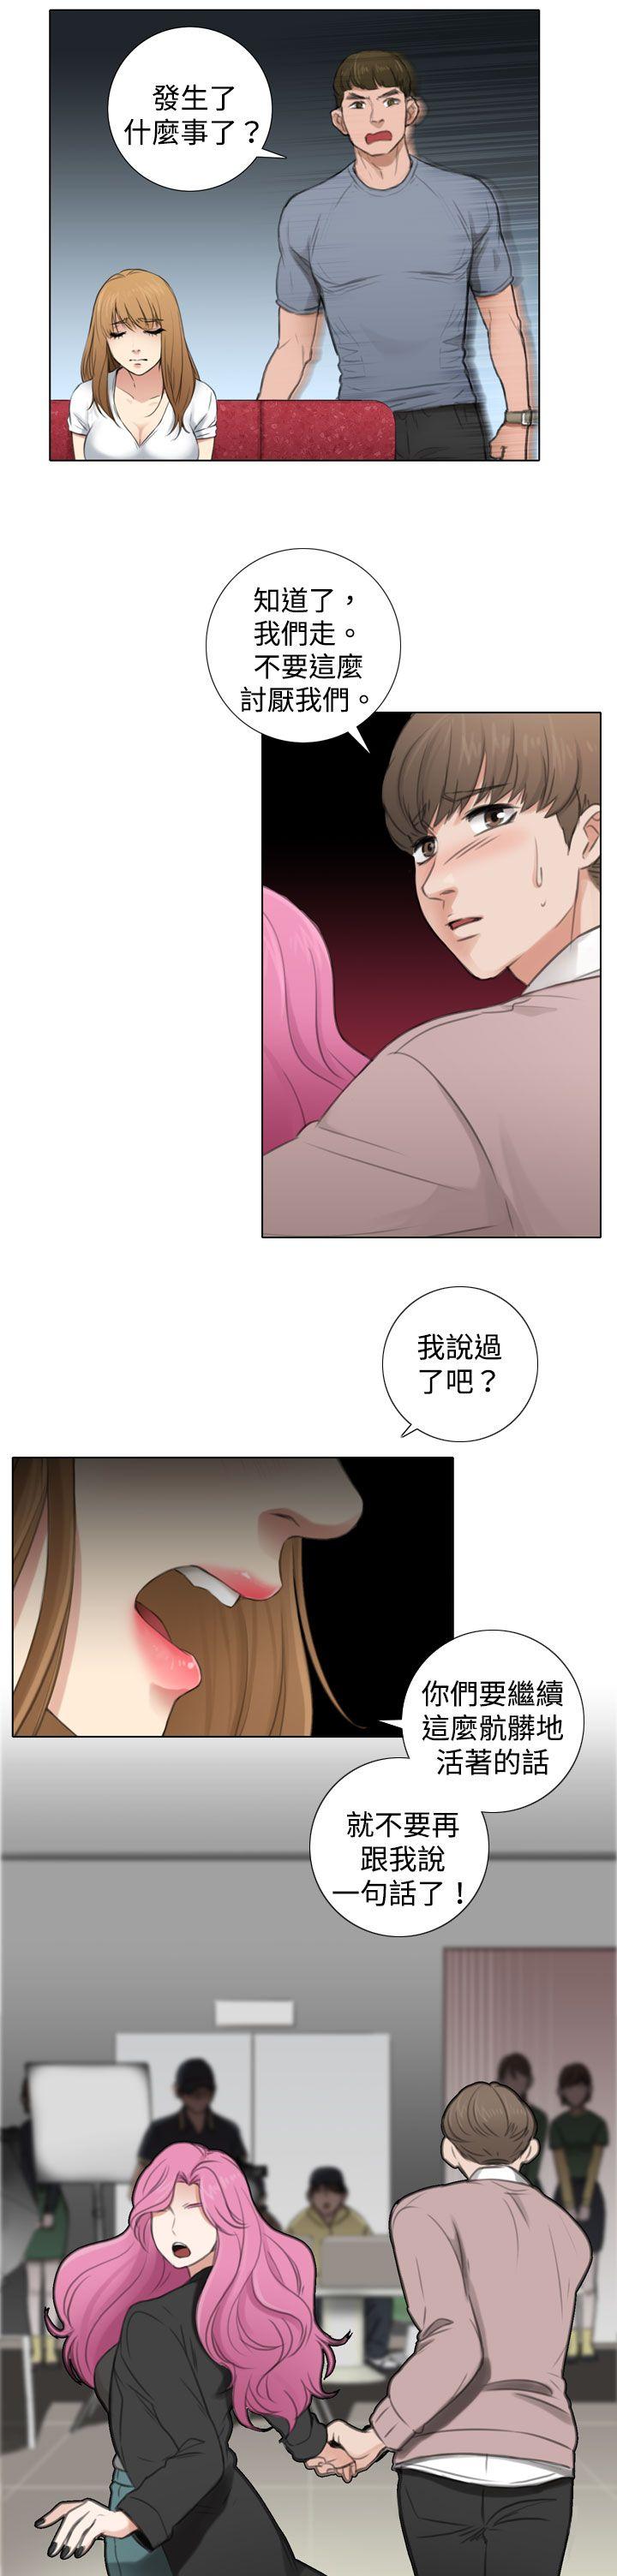 發生了
什麼事了？
知道了，
我們走。
不要這麼
討厭我們。
我說過
了吧？
你們要繼續
這麼骯髒地
活著的話
就不要再
跟我說
一句話了！